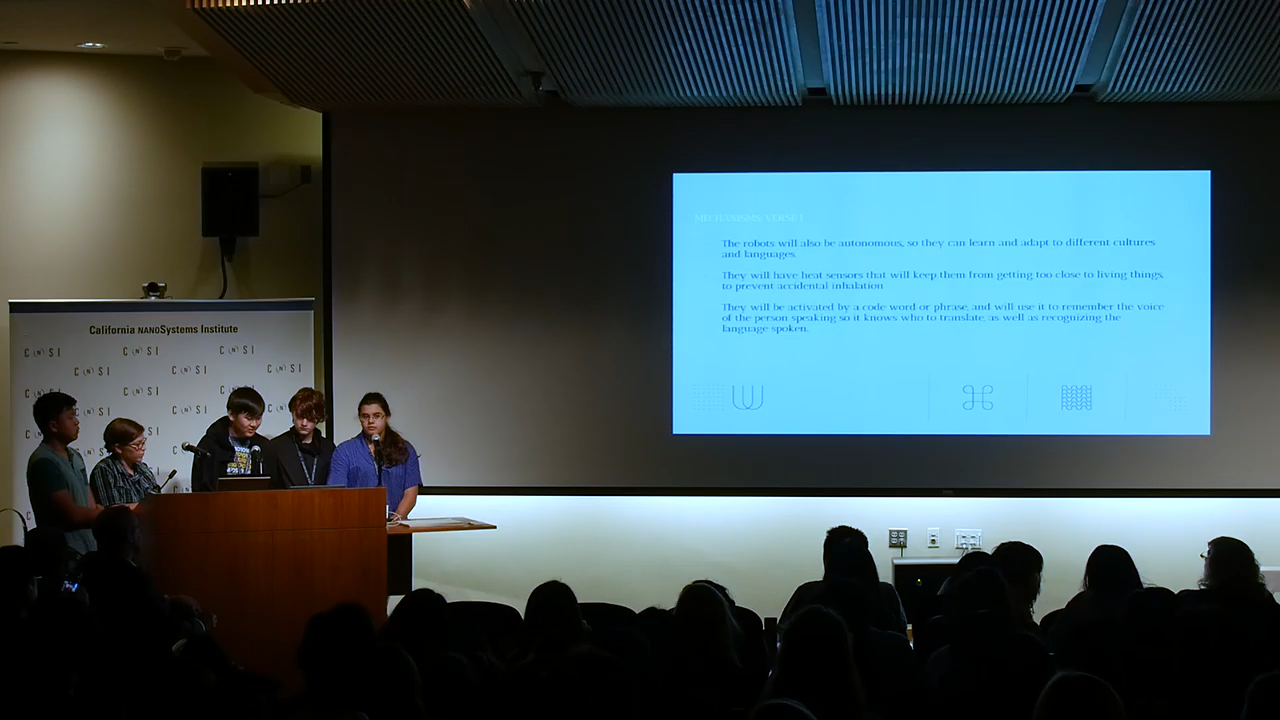 MECHANISMS: VERSE 1
The robots will also be autonomous, so they can learn and adapt to different cultures
and languages.
They will have heat sensors that will keep them from getting too close to living things,
to prevent accidental inhalation
They will be activated by a code word or phrase, and will use it to remember the voice
of the person speaking so it knows who to translate, as well as recognizing the
language spoken.
California NANOSystems Institute
C (N) S I
C (N) S I
C (N) S I
C (N) S I
C (N) S I
C (N) S I
C (N) S I